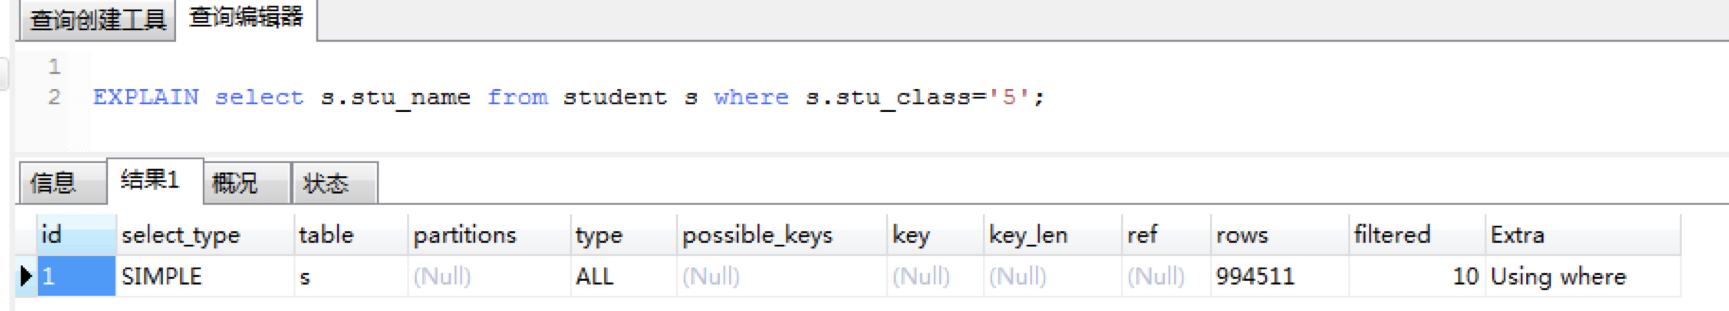 查询创建工具 查询编辑器
1
2 EXPLAIN select s.stu_name from student s where s.stu_class='5';
信息 结果1 概况 状态
id select_type table partitions type possible_keys key key_len ref rows filtered Extra
1 SIMPLE s (Null) ALL (Null) (Null) (Null) (Null) 994511 10 Using where